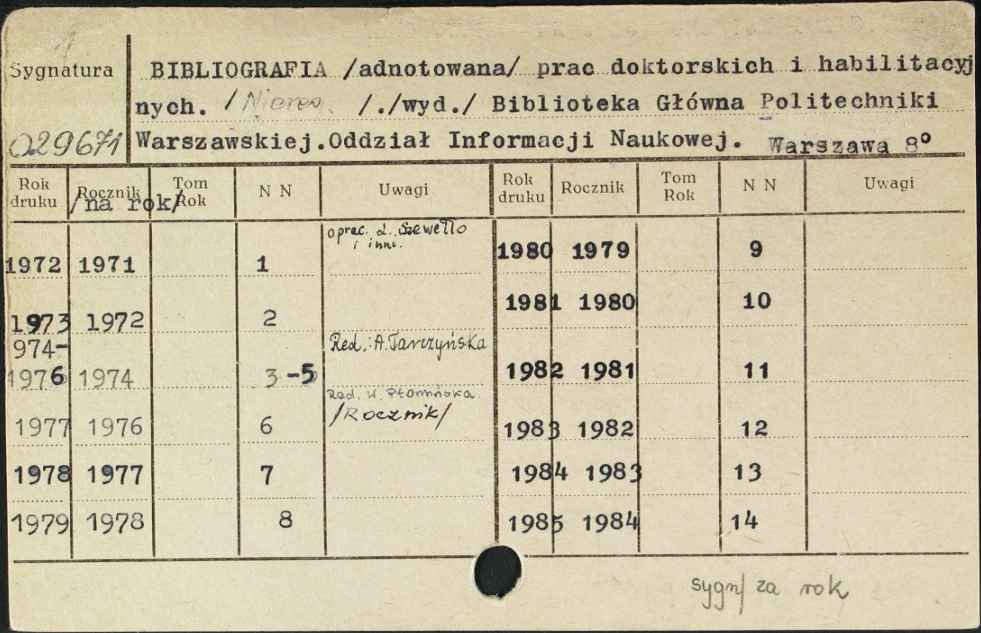 Sygnatura
029671
BIBLIOGRAFIA /adnotowana/ prac doktorskich i habilitacyj
nych. / /./wyd./ Biblioteka Główna Politechniki
Warszawskiej.Oddział Informacji Naukowej. Warszawa 8°
Rok druku Rocznik /na rok/ Tom Rok N N Uwagi Rok druku Rocznik Tom Rok N N Uwagi
oprac. J. Szewełło
i inni.
1972 1971 1
1973 1972 2
974-
Red.: A. Tarczyńska
1976 1974 3 -5
Red. W. Płomińska
/Rocznik/
1977 1976 6
1978 1977 7
1979 1978 8
1980 1979 9
1981 1980 10
1982 1981 11
1983 1982 12
1984 1983 13
1985 1984 14
sygn/ za rok